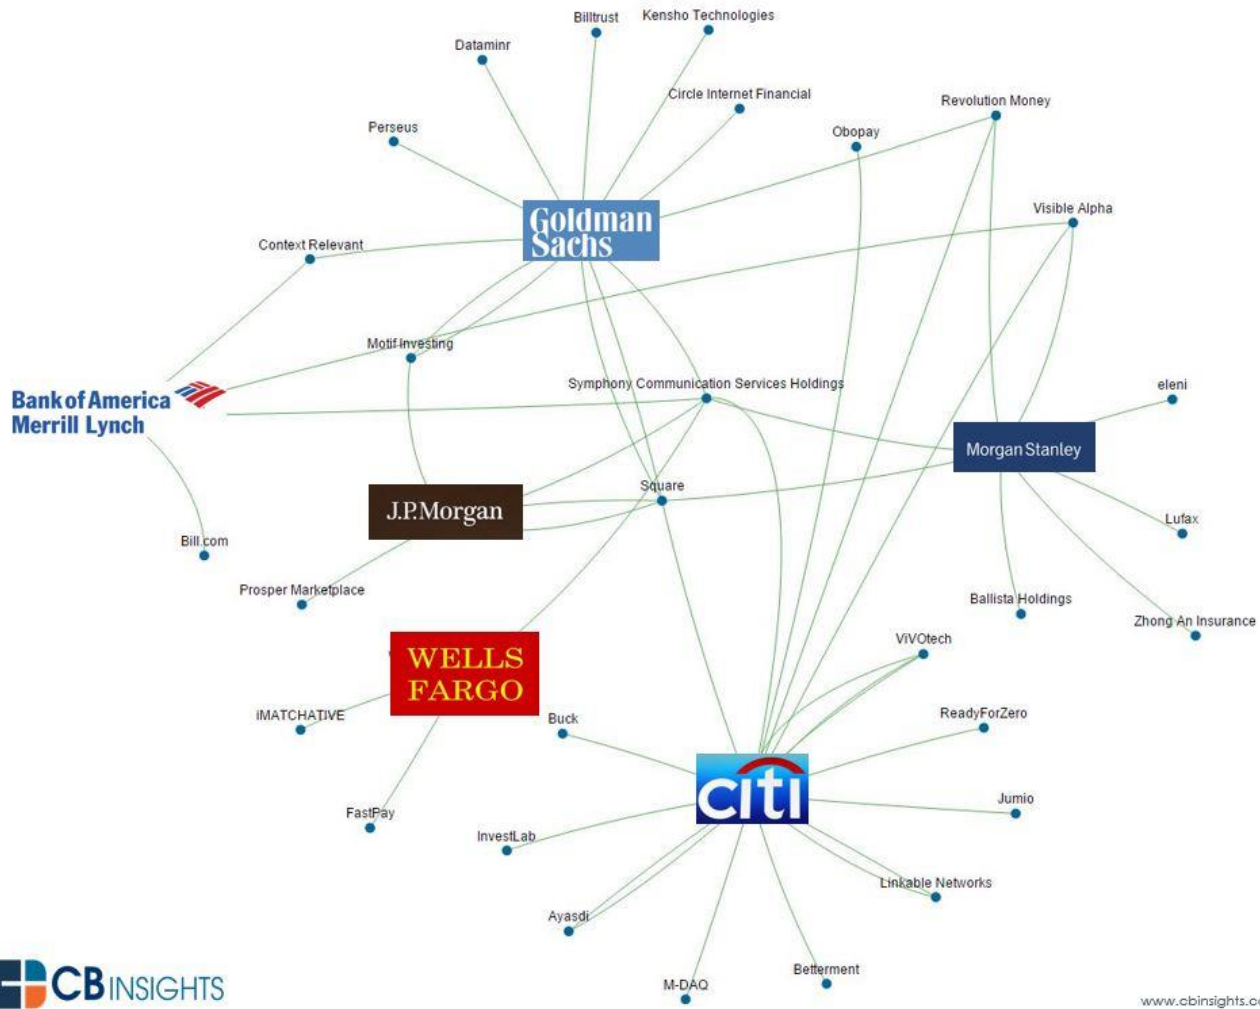 Billtrust
Kensho Technologies
Dataminr
Circle Internet Financial
Revolution Money
Perseus
Obopay
Goldman
Sachs
Visible Alpha
Context Relevant
Motif Investing
Bank of America
Merrill Lynch
Symphony Communication Services Holdings
eleni
Morgan Stanley
J.P.Morgan
Square
Lufax
Bill.com
Prosper Marketplace
Ballista Holdings
Zhong An Insurance
ViVOtech
WELLS
FARGO
iMATCHATIVE
Buck
ReadyForZero
citi
FastPay
InvestLab
Jumio
Linkable Networks
Ayasdi
M-DAQ
Betterment
CB INSIGHTS
www.cbinsights.co